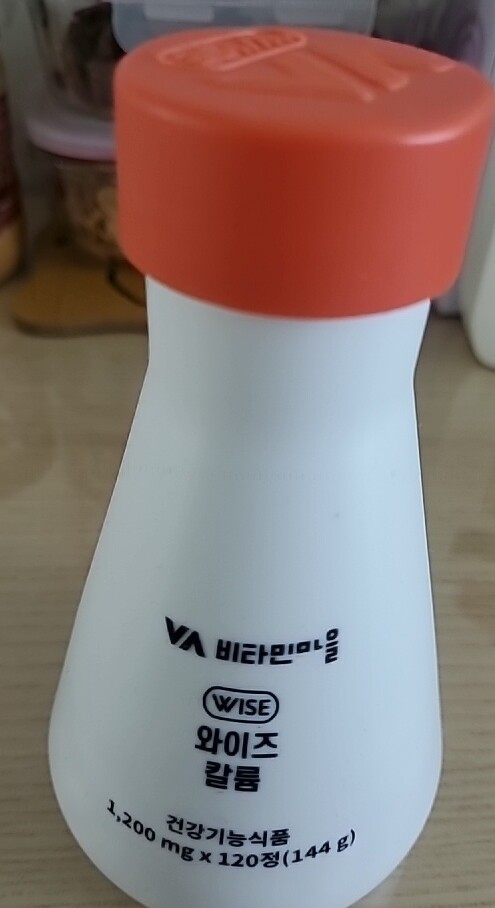 VA 비타민마을
WISE
와이즈
칼륨
건강기능식품
1,200 mg x 120정(144 g)